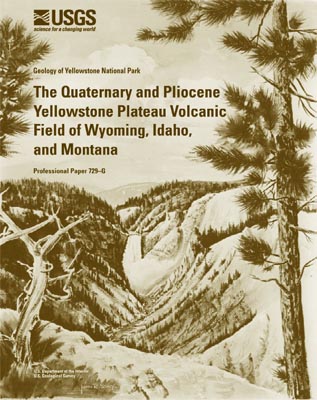 USGS
science for a changing world
Geology of Yellowstone National Park
The Quaternary and Pliocene
Yellowstone Plateau Volcanic
Field of Wyoming, Idaho,
and Montana
Professional Paper 729–G
U.S. Department of the Interior
U.S. Geological Survey